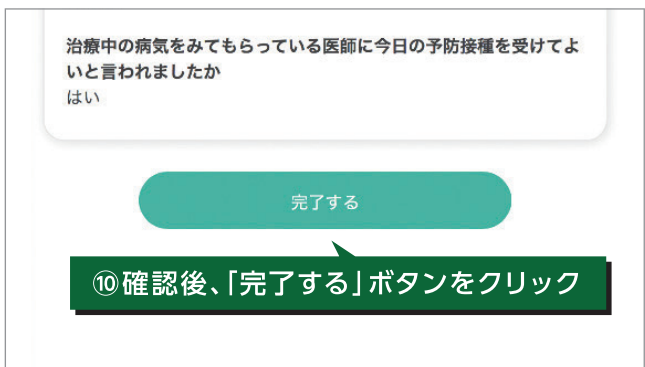 治療中の病気をみてもらっている医師に今日の予防接種を受けてよ
いと言われましたか
はい
完了する
⑩確認後、「完了する」ボタンをクリック